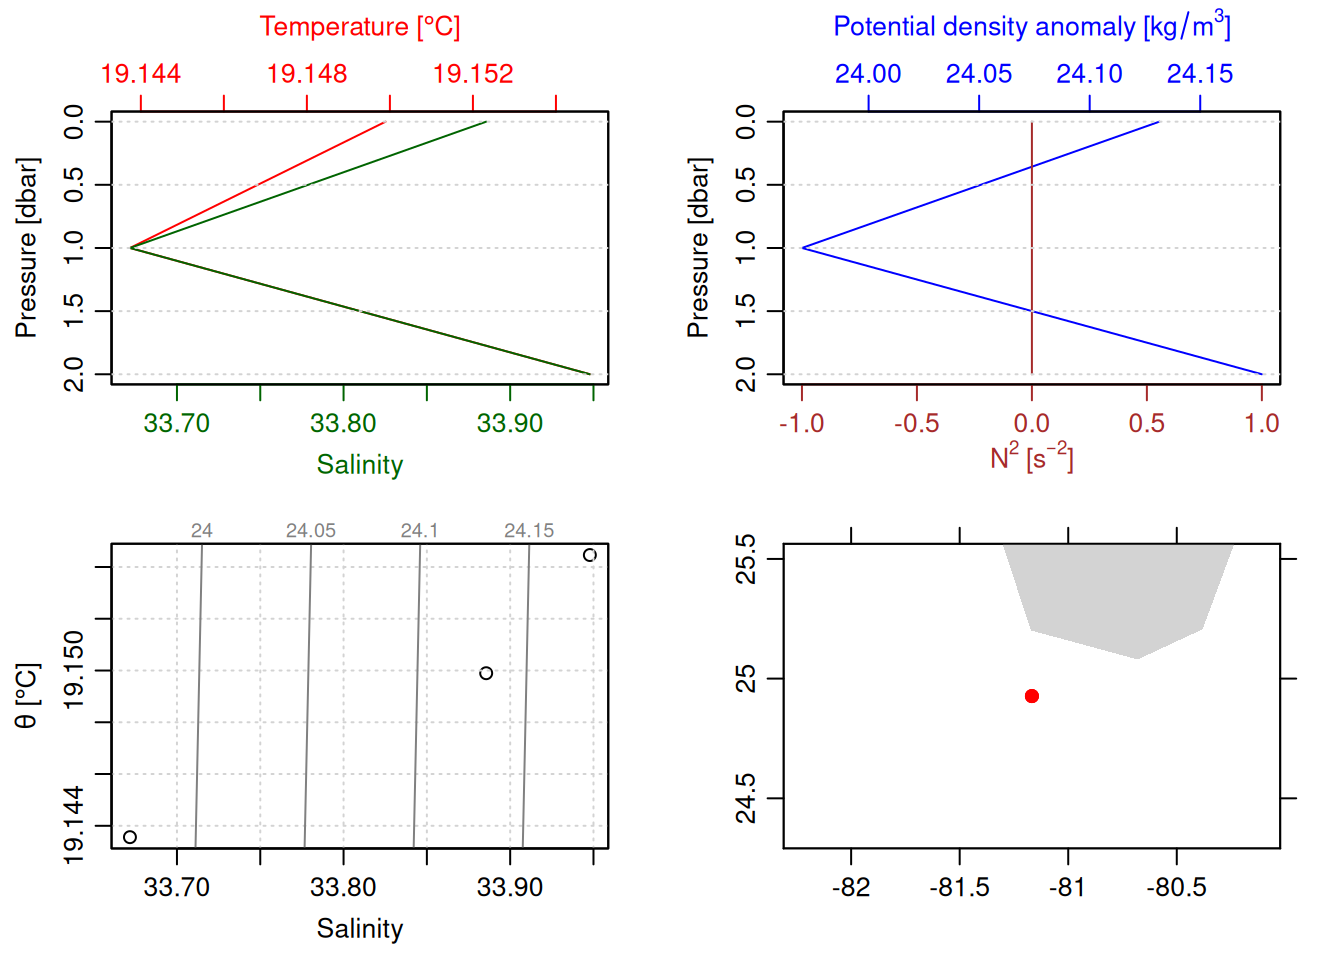 Temperature [°C]
19.144 19.148 19.152
Pressure [dbar]
0.0 0.5 1.0 1.5 2.0
33.70 33.80 33.90
Salinity
Potential density anomaly [kg/m³]
24.00 24.05 24.10 24.15
Pressure [dbar]
0.0 0.5 1.0 1.5 2.0
-1.0 -0.5 0.0 0.5 1.0
N² [s⁻²]
24 24.05 24.1 24.15
θ [°C]
19.150
19.144
33.70 33.80 33.90
Salinity
25.5
25
24.5
-82 -81.5 -81 -80.5